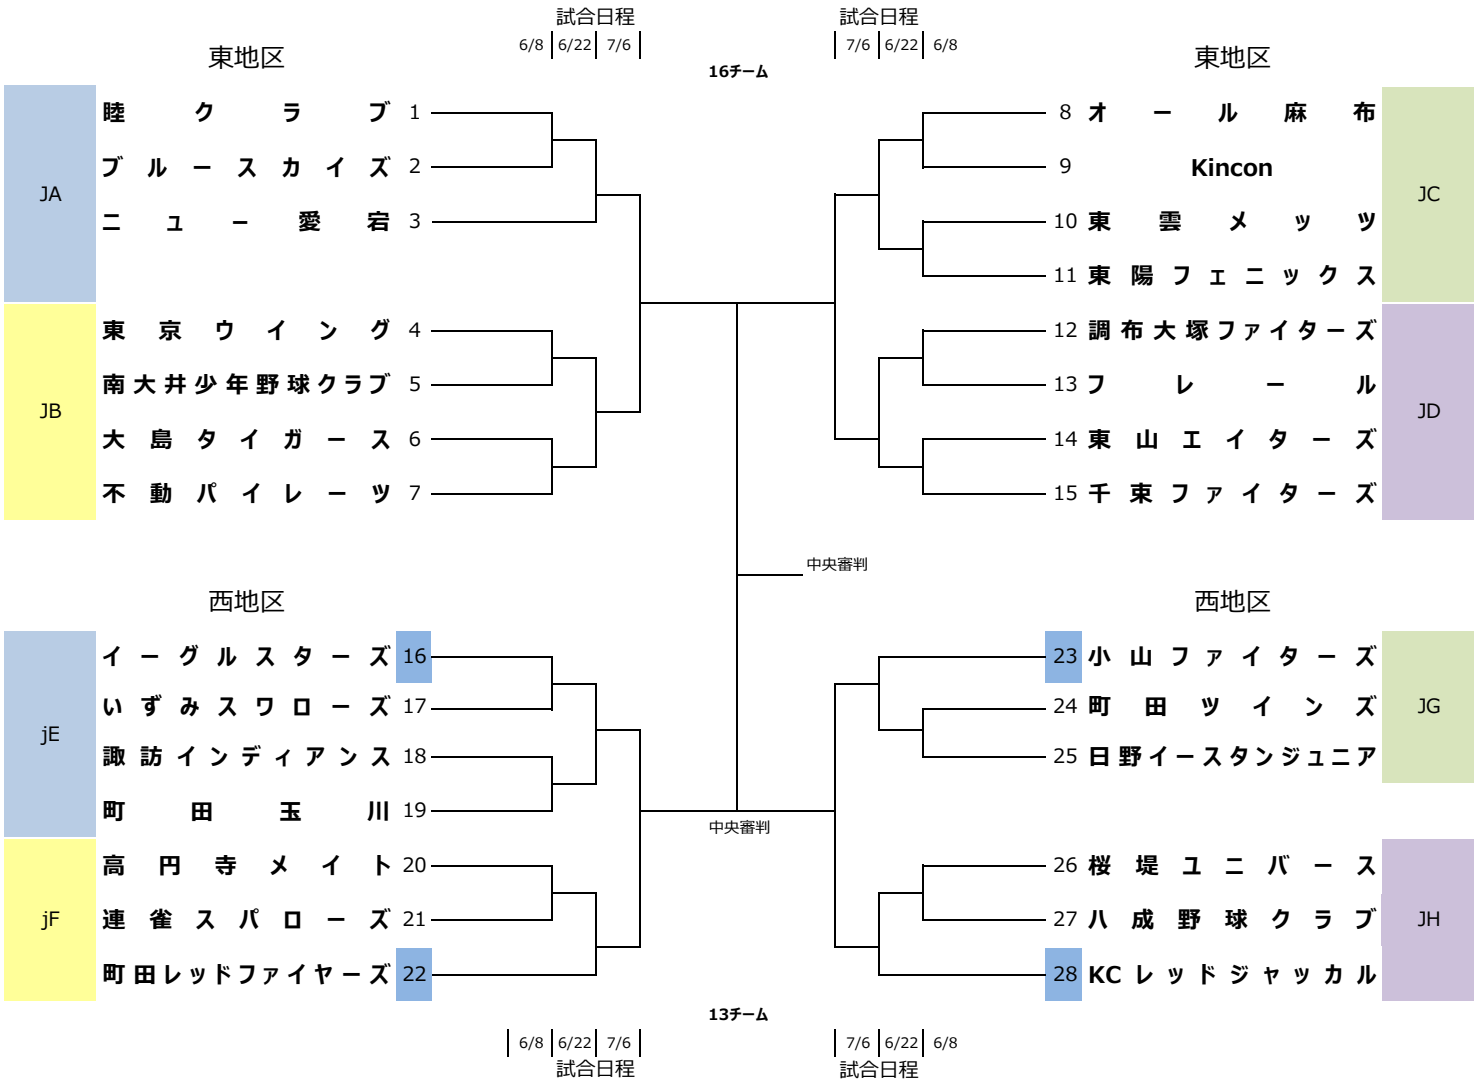 試合日程 試合日程
6/8 6/22 7/6 7/6 6/22 6/8
東地区 16チーム 東地区
睦クラブ 1 8 オール麻布
ブルースカイズ 2 9 Kincon
JA JC
ニュー愛宕 3 10 東雲メッツ
11 東陽フェニックス
東京ウイング 4 12 調布大塚ファイターズ
南大井少年野球クラブ 5 13 フレール
JB JD
大島タイガース 6 14 東山エイターズ
不動パイレーツ 7 15 千束ファイターズ
中央審判
西地区 西地区
イーグルスターズ 16 23 小山ファイターズ
いずみスワローズ 17 24 町田ツインズ JG
jE
諏訪インディアンス 18 25 日野イースタンジュニア
町田玉川 19
中央審判
高円寺メイト 20 26 桜堤ユニバース
jF 連雀スパローズ 21 27 八成野球クラブ JH
町田レッドファイヤーズ 22 28 KCレッドジャッカル
13チーム
6/8 6/22 7/6 7/6 6/22 6/8
試合日程 試合日程